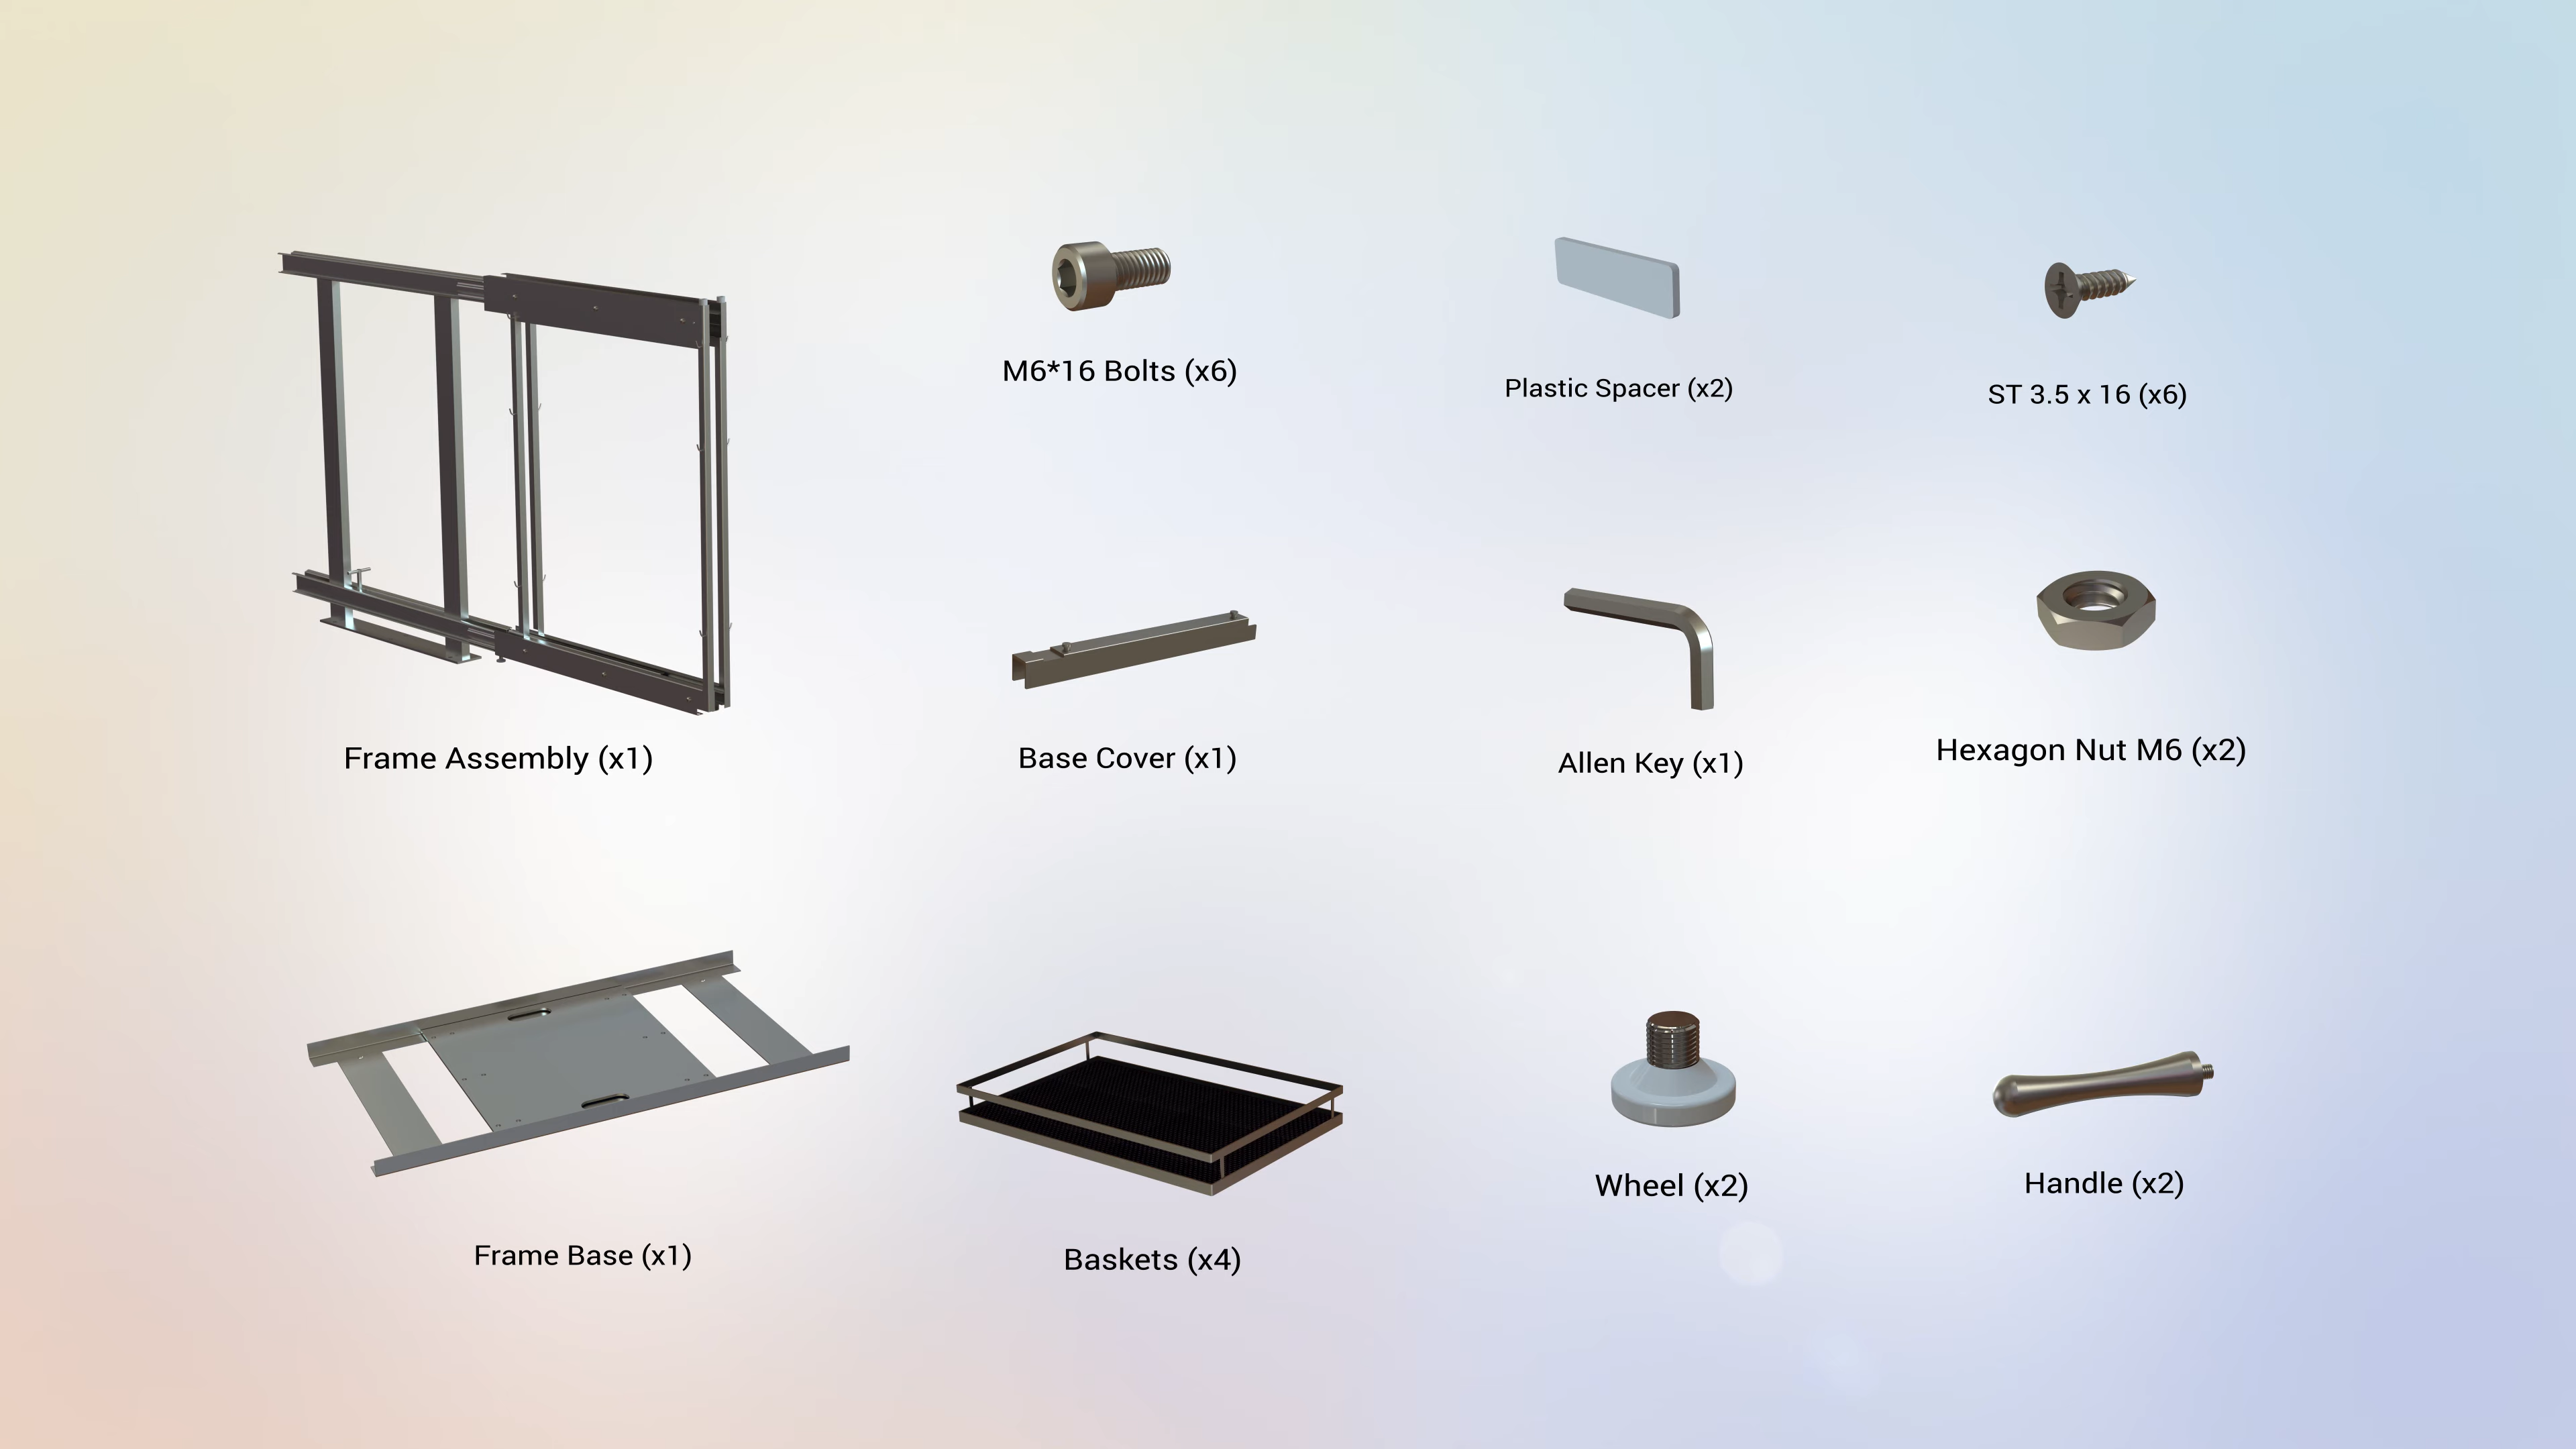 M6*16 Bolts (x6)
Plastic Spacer (x2)
ST 3.5 x 16 (x6)
Frame Assembly (x1)
Base Cover (x1)
Allen Key (x1)
Hexagon Nut M6 (x2)
Frame Base (x1)
Baskets (x4)
Wheel (x2)
Handle (x2)